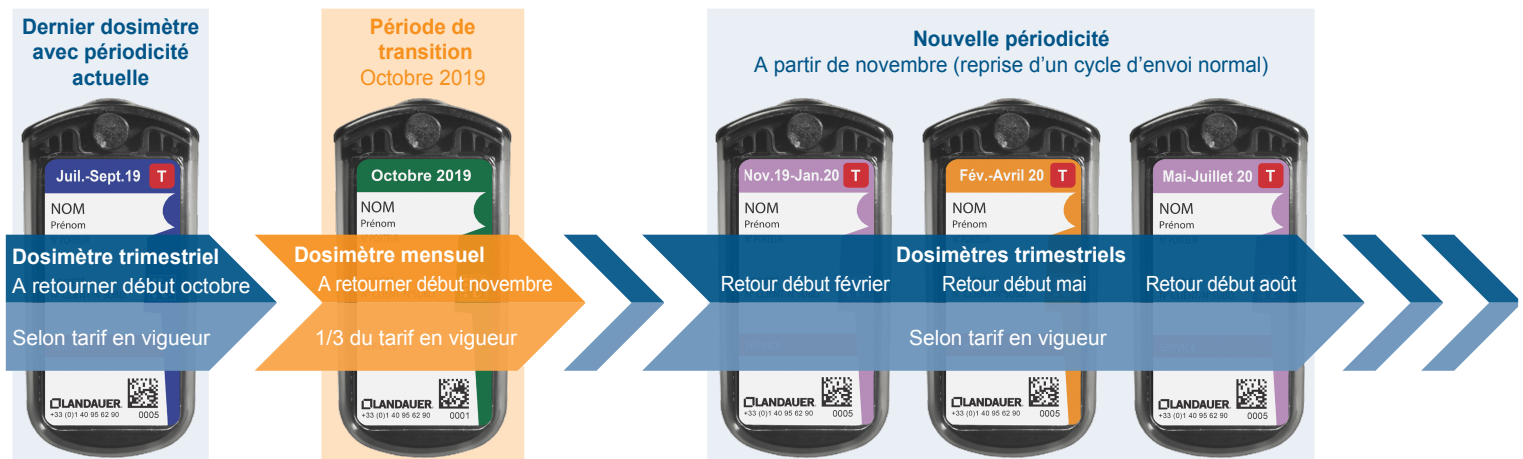 Dernier dosimètre
avec périodicité
actuelle
Période de
transition
Octobre 2019
Nouvelle périodicité
A partir de novembre (reprise d'un cycle d'envoi normal)
Juil.-Sept.19 T
NOM
Prénom
Octobre 2019
NOM
Prénom
Nov.19-Jan.20 T
NOM
Prénom
Fév.-Avril 20 T
NOM
Prénom
Mai-Juillet 20 T
NOM
Prénom
Dosimètre trimestriel
A retourner début octobre
Selon tarif en vigueur
Dosimètre mensuel
A retourner début novembre
1/3 du tarif en vigueur
Dosimètres trimestriels
Retour début février
Retour début mai
Retour début août
Selon tarif en vigueur
LANDAUER
+33 (0)1 40 95 62 90 0005
LANDAUER
+33 (0)1 40 95 62 90 0001
LANDAUER
+33 (0)1 40 95 62 90 0005
LANDAUER
+33 (0)1 40 95 62 90 0005
LANDAUER
+33 (0)1 40 95 62 90 0005